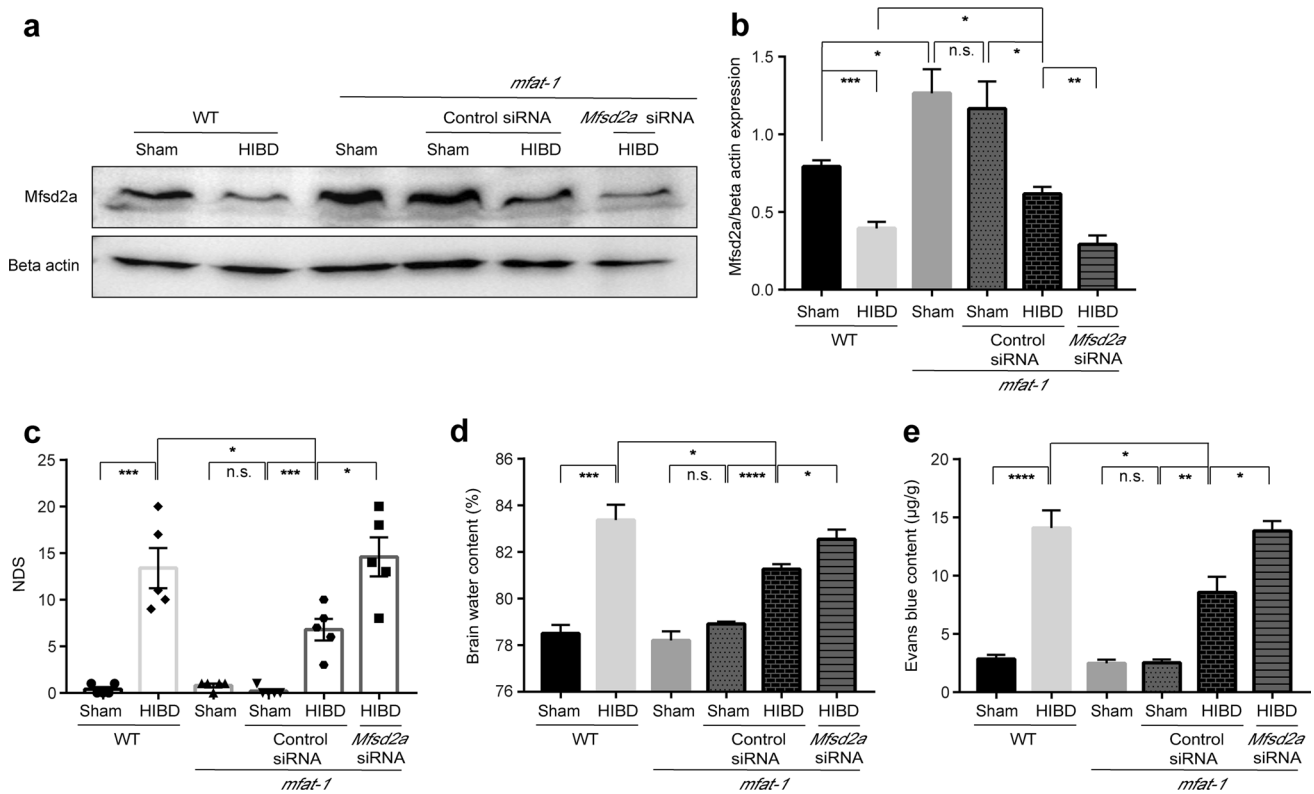 a
mfat-1
WT
Control siRNA
Mfsd2a siRNA
Sham
HIBD
Sham
Sham
HIBD
HIBD
Mfsd2a
Beta actin
b
*
*
n.s.
*
***
**
Mfsd2a/beta actin expression
1.5
1.0
0.5
0.0
Sham
HIBD
Sham
Sham
HIBD
HIBD
WT
Control
siRNA
Mfsd2a
siRNA
mfat-1
c
*
***
n.s.
***
*
NDS
25
20
15
10
5
0
Sham
HIBD
Sham
Sham
HIBD
HIBD
WT
Control
siRNA
Mfsd2a
siRNA
mfat-1
d
*
***
n.s.
****
*
Brain water content (%)
86
84
82
80
78
76
Sham
HIBD
Sham
Sham
HIBD
HIBD
WT
Control
siRNA
Mfsd2a
siRNA
mfat-1
e
*
****
n.s.
**
*
Evans blue content (µg/g)
20
15
10
5
0
Sham
HIBD
Sham
Sham
HIBD
HIBD
WT
Control
siRNA
Mfsd2a
siRNA
mfat-1